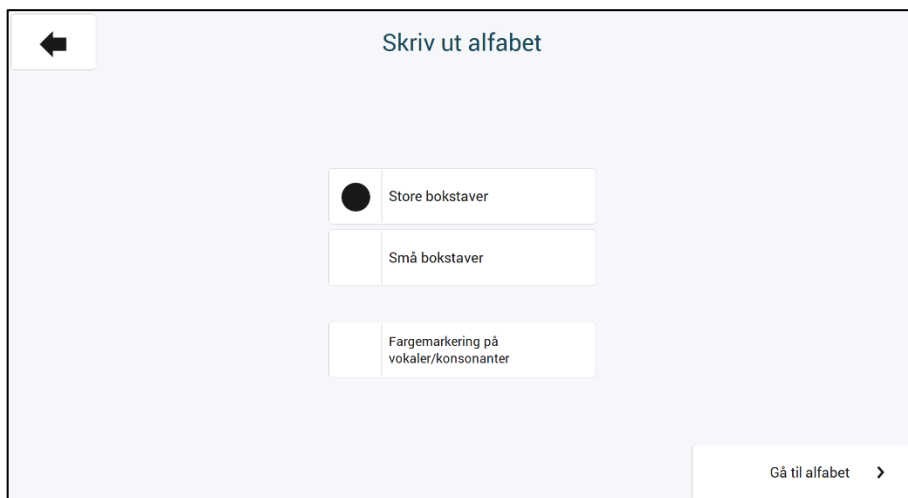 Skriv ut alfabet
Store bokstaver
Små bokstaver
Fargemarkering på
vokaler/konsonanter
Gå til alfabet